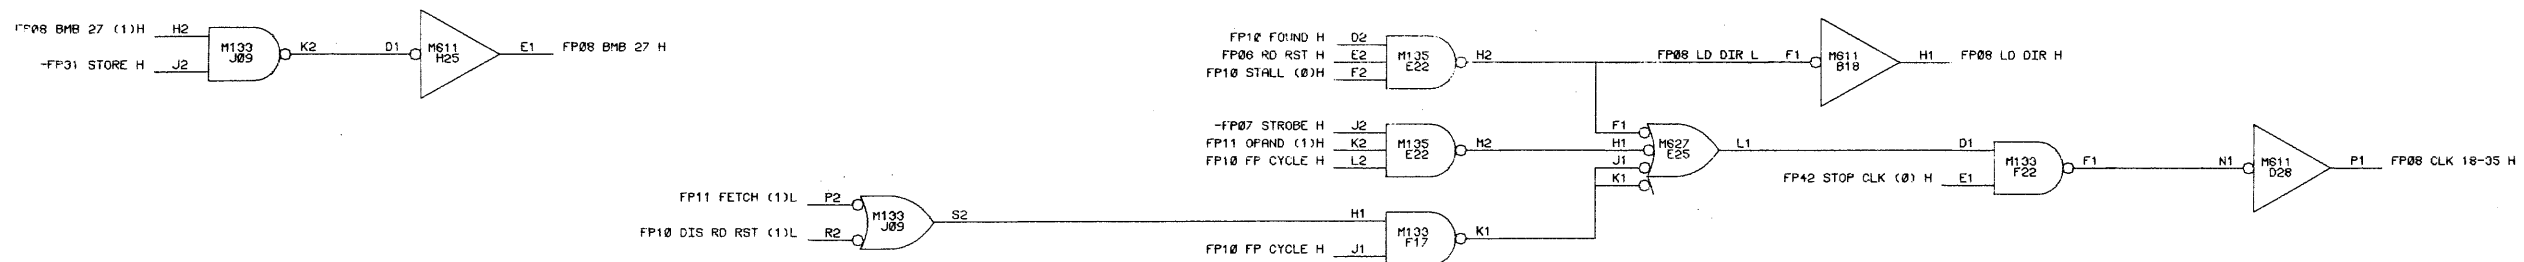 FP08 BMB 27 (1)H H2
M133 J09 K2
-FP31 STORE H J2
D1 M611 H25 E1 FP08 BMB 27 H
FP10 FOUND H D2
FP06 RD RST H E2
FP10 STALL (0)H F2
M135 E22 H2
FP08 LD DIR L F1
M611 B18 H1 FP08 LD DIR H
-FP07 STROBE H J2
FP11 OPAND (1)H K2
FP10 FP CYCLE H L2
M135 E22 M2
F1
H1
J1
K1
M627 E25 L1
D1
FP42 STOP CLK (0) H E1
M133 F22 F1
N1 M611 D28 P1 FP08 CLK 18-35 H
FP11 FETCH (1)L P2
FP10 DIS RD RST (1)L R2
M133 J09 S2
H1
FP10 FP CYCLE H J1
M133 F17 K1